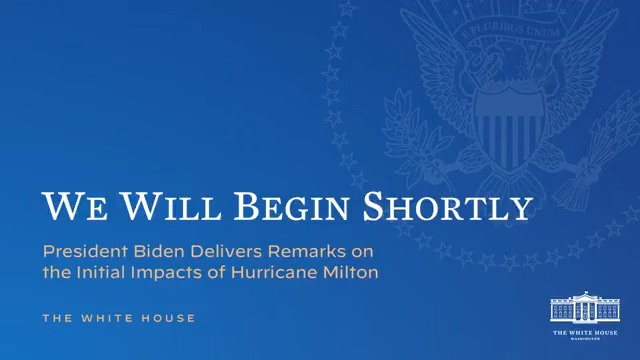 E PLURIBUS UNUM
We Will Begin Shortly
President Biden Delivers Remarks on
the Initial Impacts of Hurricane Milton
THE WHITE HOUSE
THE WHITE HOUSE
WASHINGTON